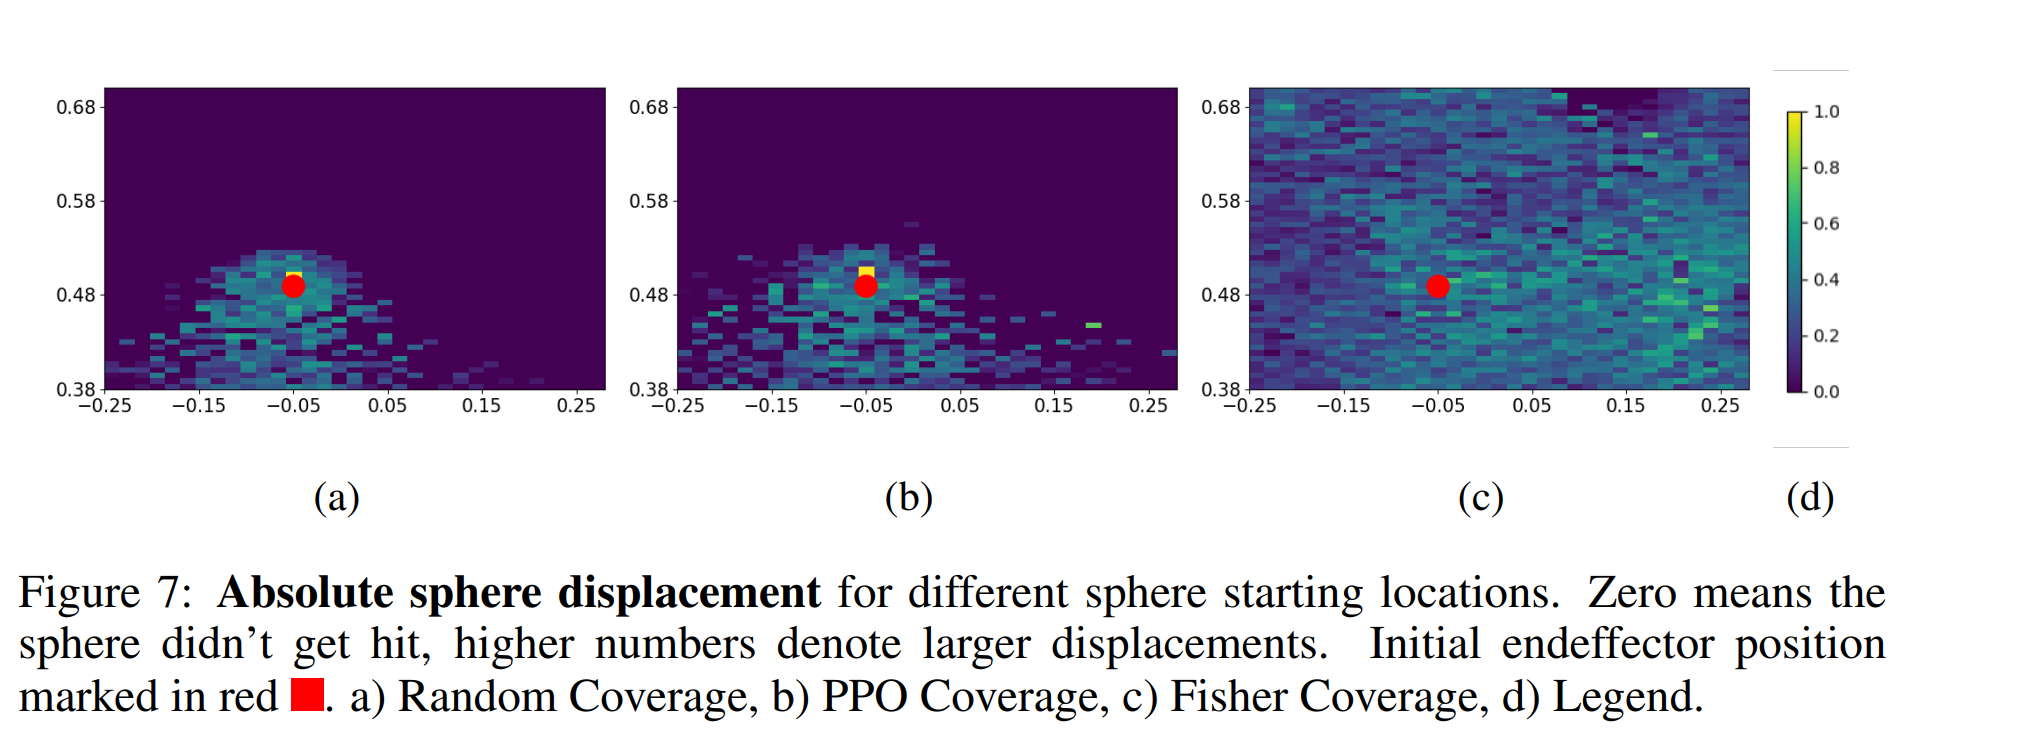 0.68
0.58
0.48
0.38
−0.25 −0.15 −0.05 0.05 0.15 0.25
0.68
0.58
0.48
0.38
−0.25 −0.15 −0.05 0.05 0.15 0.25
0.68
0.58
0.48
0.38
−0.25 −0.15 −0.05 0.05 0.15 0.25
1.0
0.8
0.6
0.4
0.2
0.0
(a) (b) (c) (d)
Figure 7: Absolute sphere displacement for different sphere starting locations. Zero means the
sphere didn’t get hit, higher numbers denote larger displacements. Initial endeffector position
marked in red . a) Random Coverage, b) PPO Coverage, c) Fisher Coverage, d) Legend.